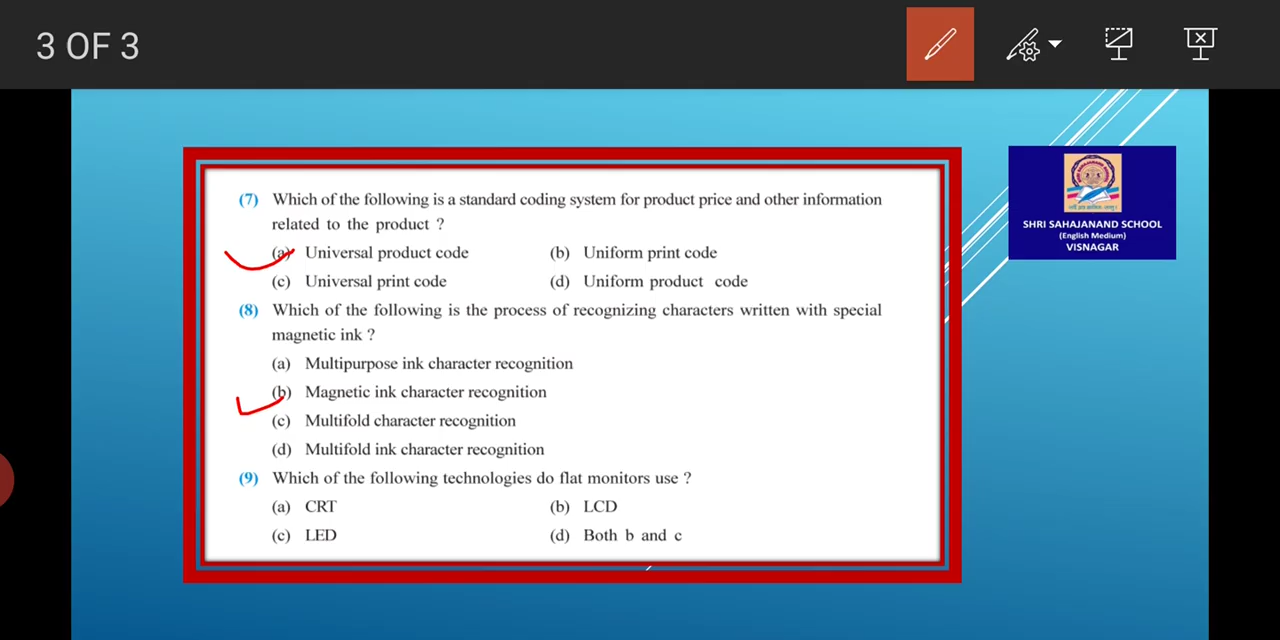 3 OF 3
(7) Which of the following is a standard coding system for product price and other information
related to the product ?
(a) Universal product code (b) Uniform print code
(c) Universal print code (d) Uniform product code
(8) Which of the following is the process of recognizing characters written with special
magnetic ink ?
(a) Multipurpose ink character recognition
(b) Magnetic ink character recognition
(c) Multifold character recognition
(d) Multifold ink character recognition
(9) Which of the following technologies do flat monitors use ?
(a) CRT (b) LCD
(c) LED (d) Both b and c
SHRI SAHAJANAND SCHOOL
(English Medium)
VISNAGAR